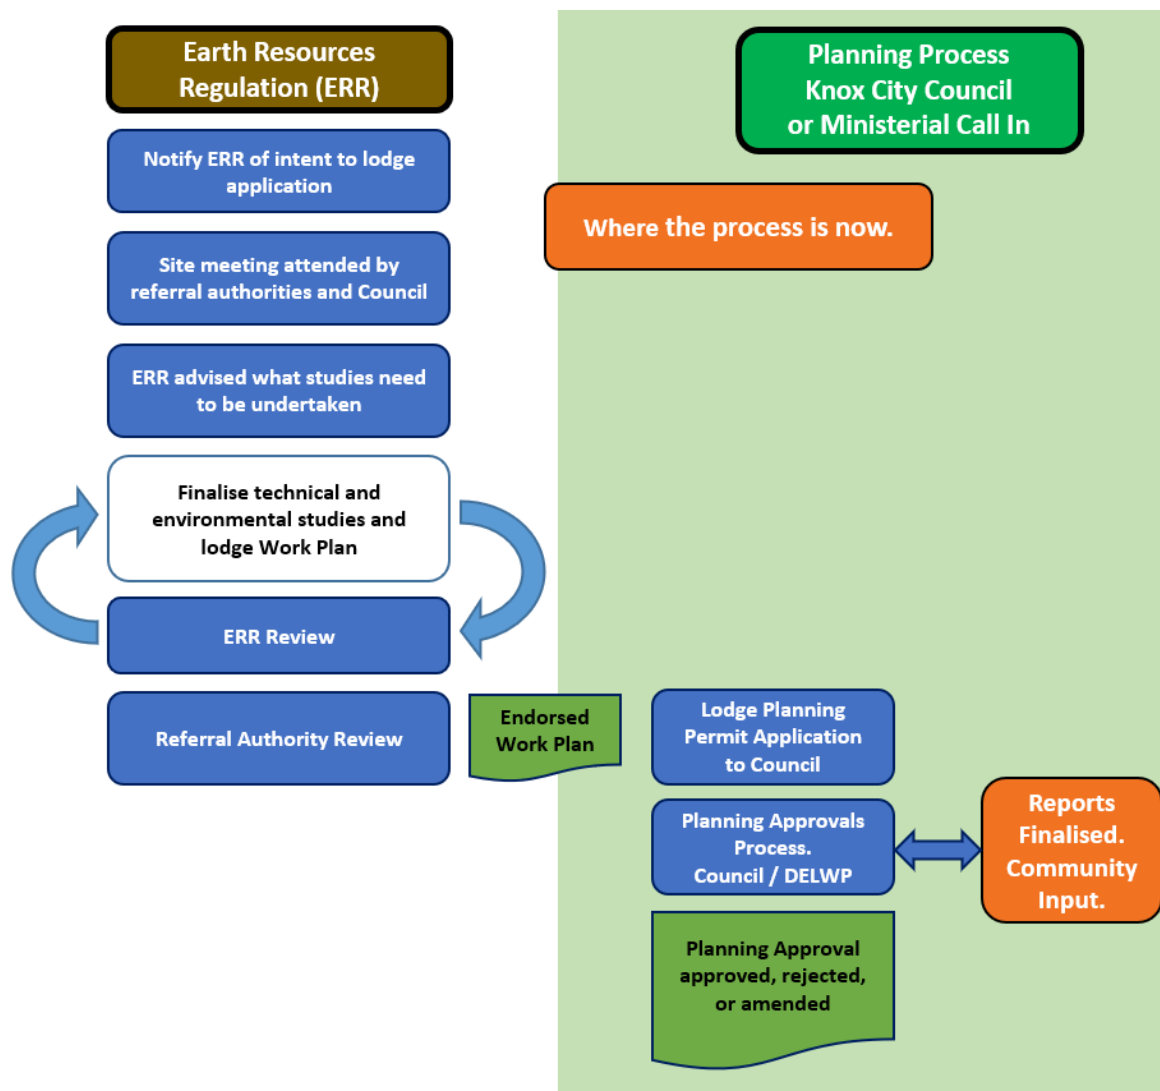 Earth Resources
Regulation (ERR)
Planning Process
Knox City Council
or Ministerial Call In
Notify ERR of intent to lodge
application
Where the process is now.
Site meeting attended by
referral authorities and Council
ERR advised what studies need
to be undertaken
Finalise technical and
environmental studies and
lodge Work Plan
ERR Review
Referral Authority Review
Endorsed
Work Plan
Lodge Planning
Permit Application
to Council
Planning Approvals
Process.
Council / DELWP
Reports
Finalised.
Community
Input.
Planning Approval
approved, rejected,
or amended